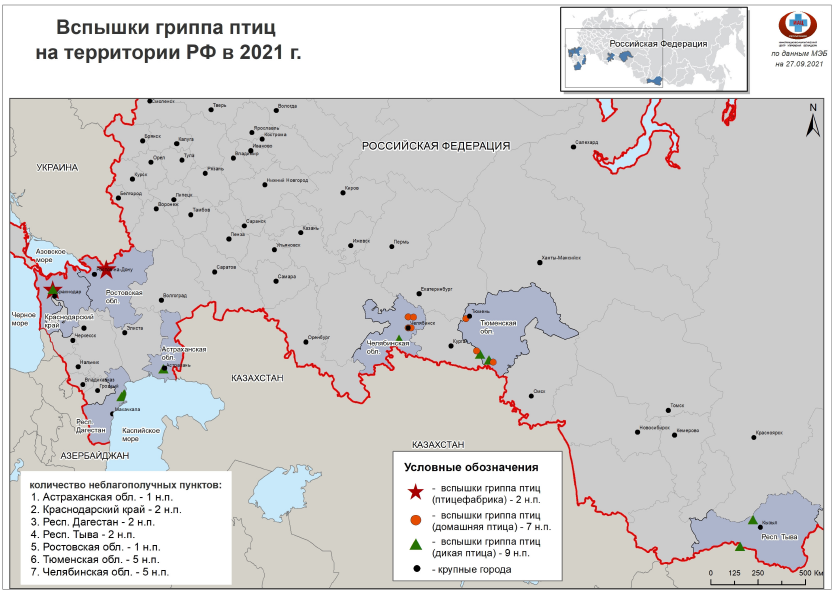 Вспышки гриппа птиц
на территории РФ в 2021 г.
Российская Федерация
по данным МЭБ
на 27.09.2021
N
Смоленск
Тверь
Вологда
Ярославль
Кострома
Иваново
Владимир
Брянск
Калуга
Тула
Орел
Рязань
Курск
Белгород
Липецк
Воронеж
Тамбов
Нижний Новгород
Киров
Саранск
Пенза
Казань
Ульяновск
Ижевск
Пермь
Саратов
Самара
Волгоград
Оренбург
Екатеринбург
Челябинск
Тюмень
Курган
Омск
Салехард
Ханты-Мансийск
Томск
Новосибирск
Кемерово
Красноярск
Кызыл
Элиста
Черкесск
Нальчик
Владикавказ
Грозный
Махачкала
УКРАИНА
РОССИЙСКАЯ ФЕДЕРАЦИЯ
Азовское
море
Черное
море
Ростовская
обл.
Краснодарский
край
Астраханская
обл.
Респ.
Дагестан
Каспийское
море
АЗЕРБАЙДЖАН
КАЗАХСТАН
КАЗАХСТАН
Челябинская
обл.
Тюменская
обл.
Респ. Тыва
количество неблагополучных пунктов:
1. Астраханская обл. - 1 н.п.
2. Краснодарский край - 2 н.п.
3. Респ. Дагестан - 2 н.п.
4. Респ. Тыва - 2 н.п.
5. Ростовская обл. - 1 н.п.
6. Тюменская обл. - 5 н.п.
7. Челябинская обл. - 5 н.п.
Условные обозначения
- вспышки гриппа птиц
(птицефабрика) - 2 н.п.
- вспышки гриппа птиц
(домашняя птица) - 7 н.п.
- вспышки гриппа птиц
(дикая птица) - 9 н.п.
- крупные города
0 125 250 500 Км